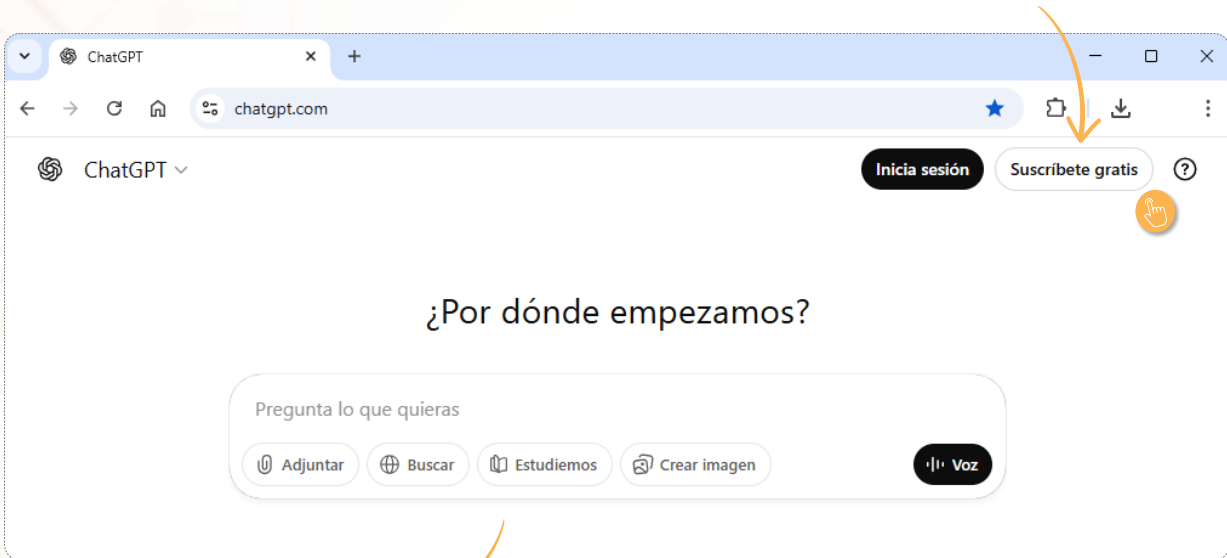 ChatGPT
chatgpt.com
ChatGPT
Inicia sesión
Suscríbete gratis
¿Por dónde empezamos?
Pregunta lo que quieras
Adjuntar
Buscar
Estudiemos
Crear imagen
Voz